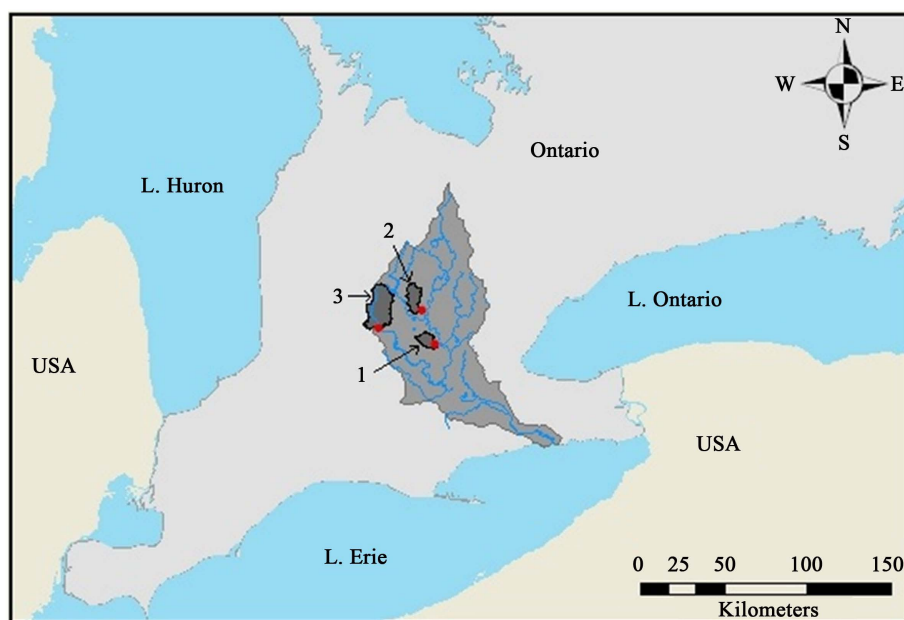 N
W E
S
Ontario
L. Huron
2
3
L. Ontario
USA
1
USA
L. Erie
0 25 50 100 150
Kilometers